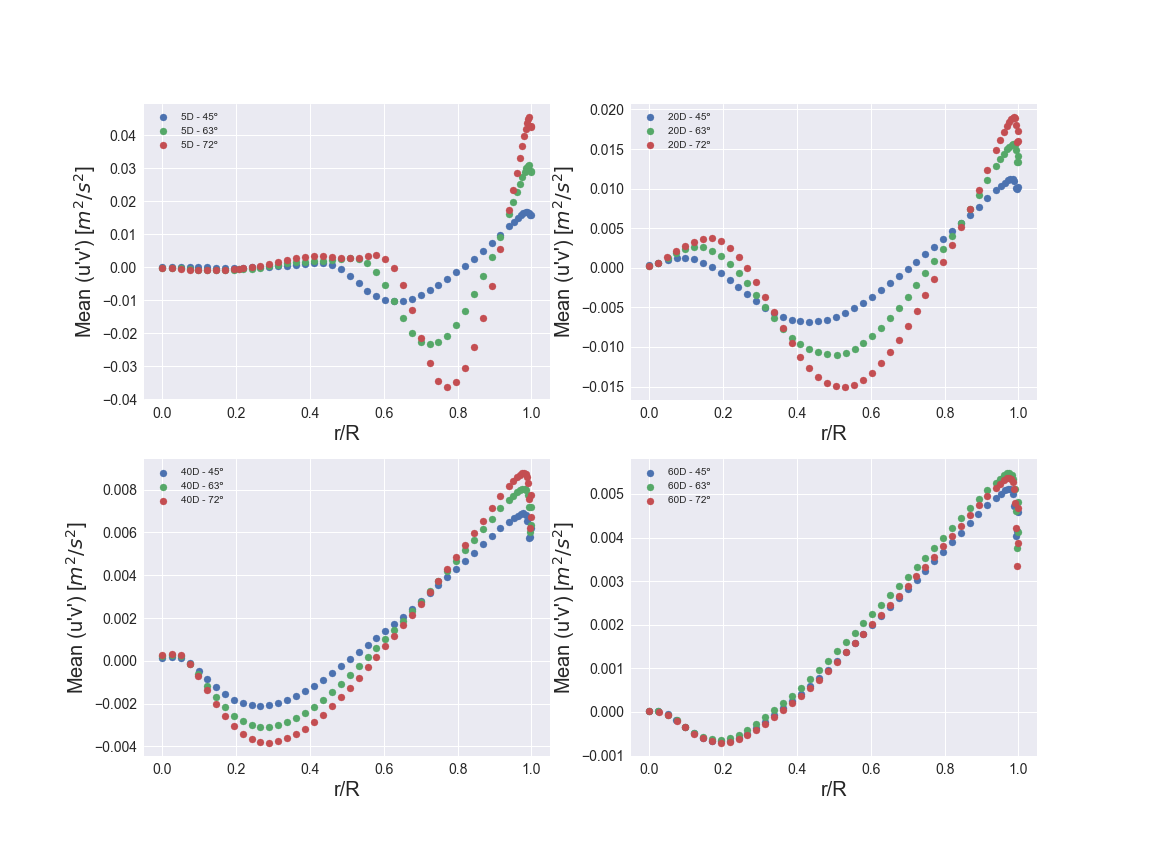 5D - 45°
5D - 63°
5D - 72°
0.04
0.03
0.02
0.01
0.00
−0.01
−0.02
−0.03
−0.04
Mean (u'v') [m²/s²]
0.0 0.2 0.4 0.6 0.8 1.0
r/R
20D - 45°
20D - 63°
20D - 72°
0.020
0.015
0.010
0.005
0.000
−0.005
−0.010
−0.015
Mean (u'v') [m²/s²]
0.0 0.2 0.4 0.6 0.8 1.0
r/R
40D - 45°
40D - 63°
40D - 72°
0.008
0.006
0.004
0.002
0.000
−0.002
−0.004
Mean (u'v') [m²/s²]
0.0 0.2 0.4 0.6 0.8 1.0
r/R
60D - 45°
60D - 63°
60D - 72°
0.005
0.004
0.003
0.002
0.001
0.000
−0.001
Mean (u'v') [m²/s²]
0.0 0.2 0.4 0.6 0.8 1.0
r/R